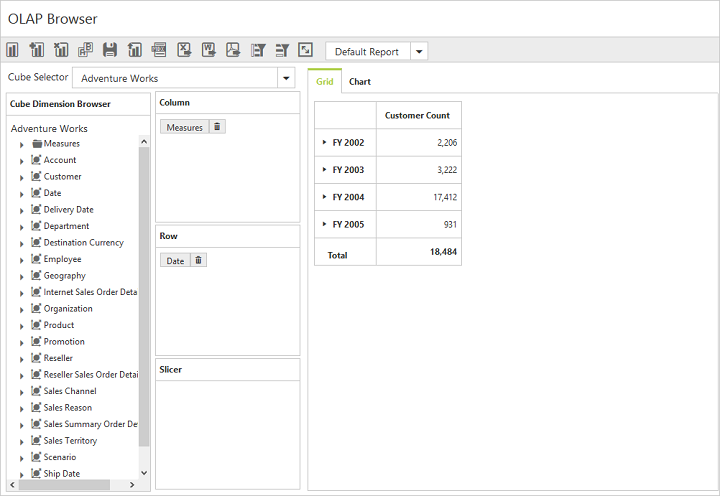 OLAP Browser
Default Report
Cube Selector
Adventure Works
Cube Dimension Browser
Adventure Works
Measures
Account
Customer
Date
Delivery Date
Department
Destination Currency
Employee
Geography
Internet Sales Order Deta
Organization
Product
Promotion
Reseller
Reseller Sales Order Detai
Sales Channel
Sales Reason
Sales Summary Order De
Sales Territory
Scenario
Ship Date
Column
Measures
Row
Date
Slicer
Grid Chart
Customer Count
FY 2002 2,206
FY 2003 3,222
FY 2004 17,412
FY 2005 931
Total 18,484